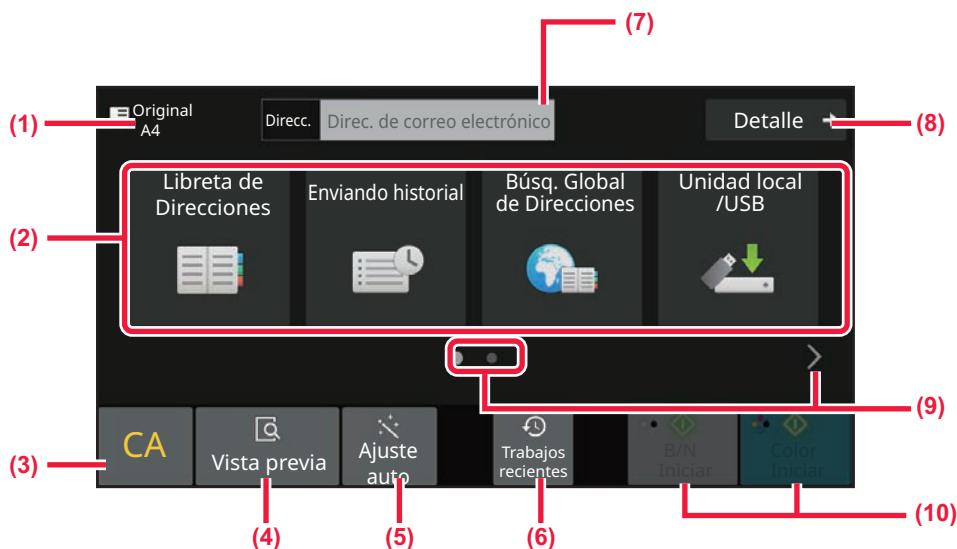 (7)
Original
A4
Direcc.
Direc. de correo electrónico
Detalle
(1)
(8)
Libreta de
Direcciones
Enviando historial
Búsq. Global
de Direcciones
Unidad local
/USB
(2)
(9)
CA
Vista previa
Ajuste
auto
Trabajos
recientes
B/N
Iniciar
Color
Iniciar
(3)
(4)
(5)
(6)
(10)